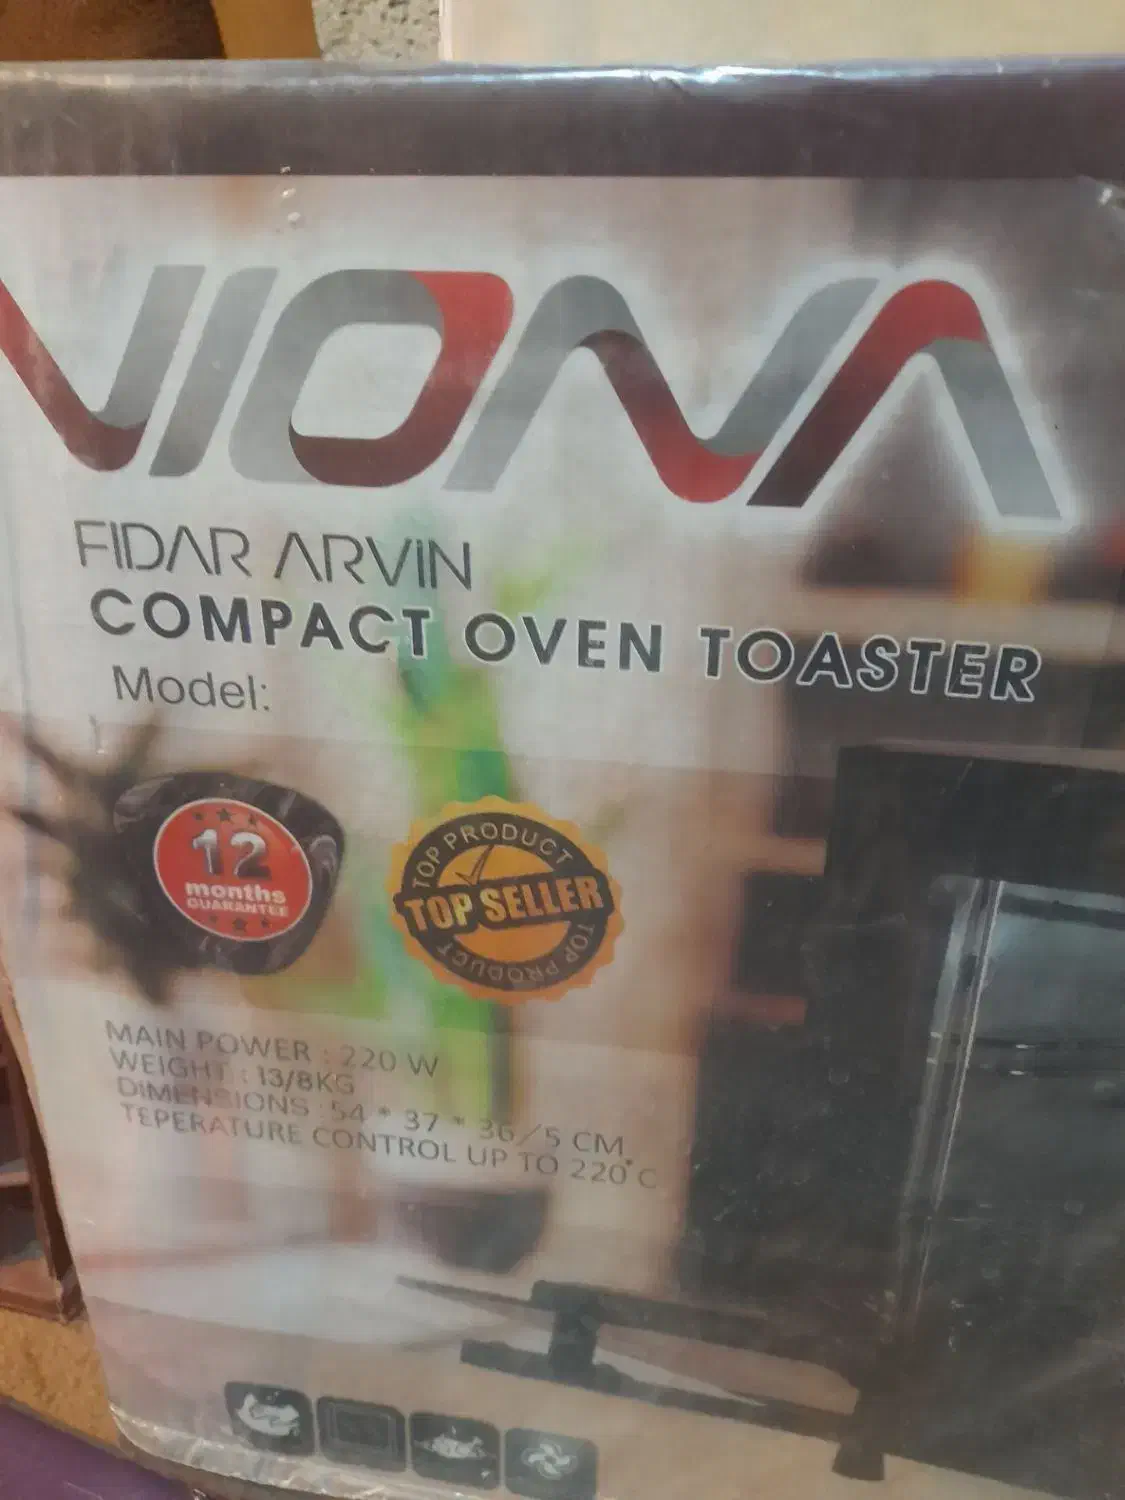 VIONA
FIDAR ARVIN
COMPACT OVEN TOASTER
Model:
12
months
GUARANTEE
TOP PRODUCT
TOP SELLER
TOP PRODUCT
MAIN POWER : 220 W
WEIGHT : 13/8KG
DIMENSIONS :54 * 37 * 36/5 CM
TEPERATURE CONTROL UP TO 220°C